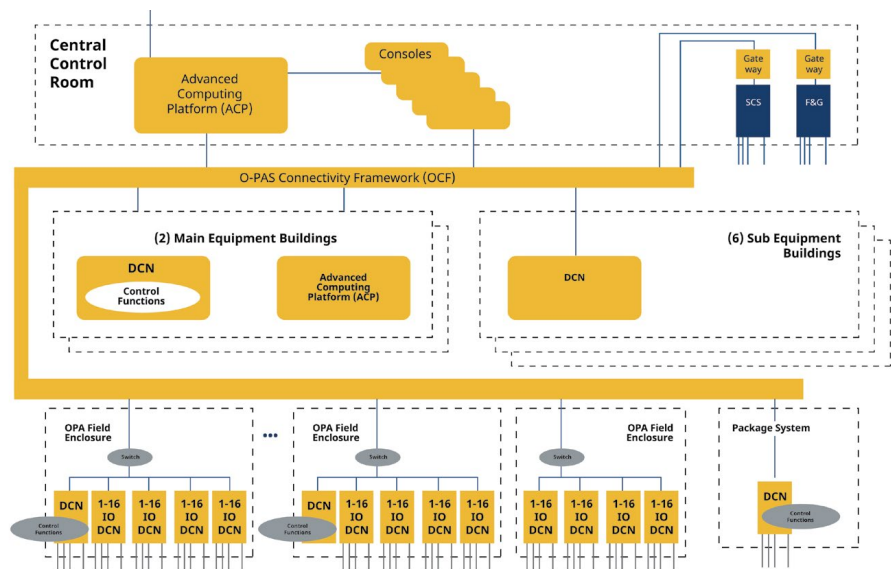 Central
Control
Room
Advanced
Computing
Platform (ACP)
Consoles
Gate
way
Gate
way
SCS
F&G
O-PAS Connectivity Framework (OCF)
(2) Main Equipment Buildings
DCN
Control
Functions
Advanced
Computing
Platform (ACP)
(6) Sub Equipment
Buildings
DCN
OPA Field
Enclosure
Switch
DCN
Control
Functions
1-16
IO
DCN
1-16
IO
DCN
1-16
IO
DCN
1-16
IO
DCN
...
OPA Field
Enclosure
Switch
DCN
Control
Functions
1-16
IO
DCN
1-16
IO
DCN
1-16
IO
DCN
1-16
IO
DCN
OPA Field
Enclosure
Switch
1-16
IO
DCN
1-16
IO
DCN
1-16
IO
DCN
1-16
IO
DCN
Package System
DCN
Control
Functions